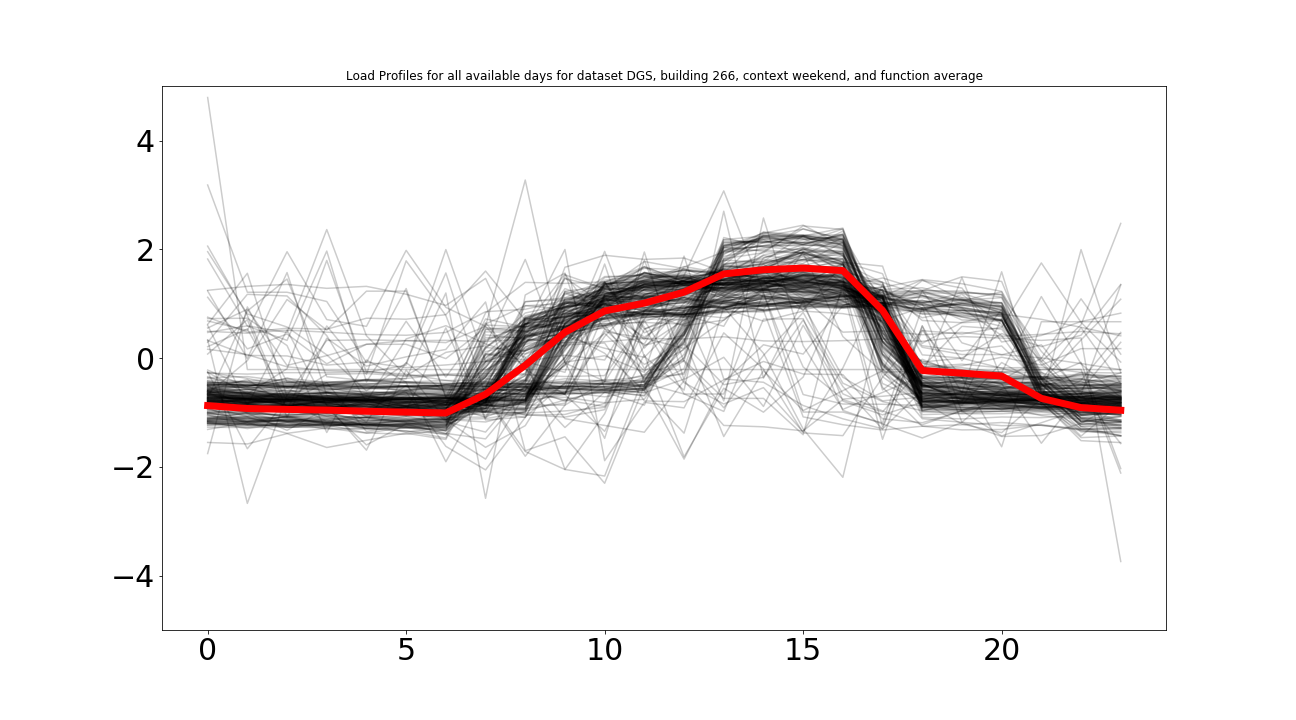 Load Profiles for all available days for dataset DGS, building 266, context weekend, and function average
4
2
0
−2
−4
0 5 10 15 20